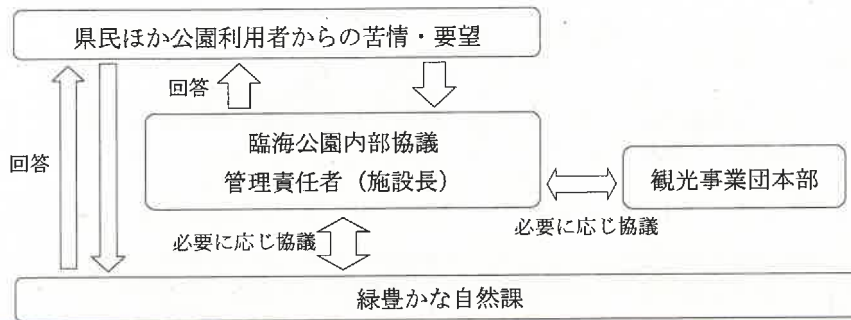 県民ほか公園利用者からの苦情・要望
回答
回答
臨海公園内部協議
管理責任者（施設長）
観光事業団本部
必要に応じ協議
必要に応じ協議
緑豊かな自然課